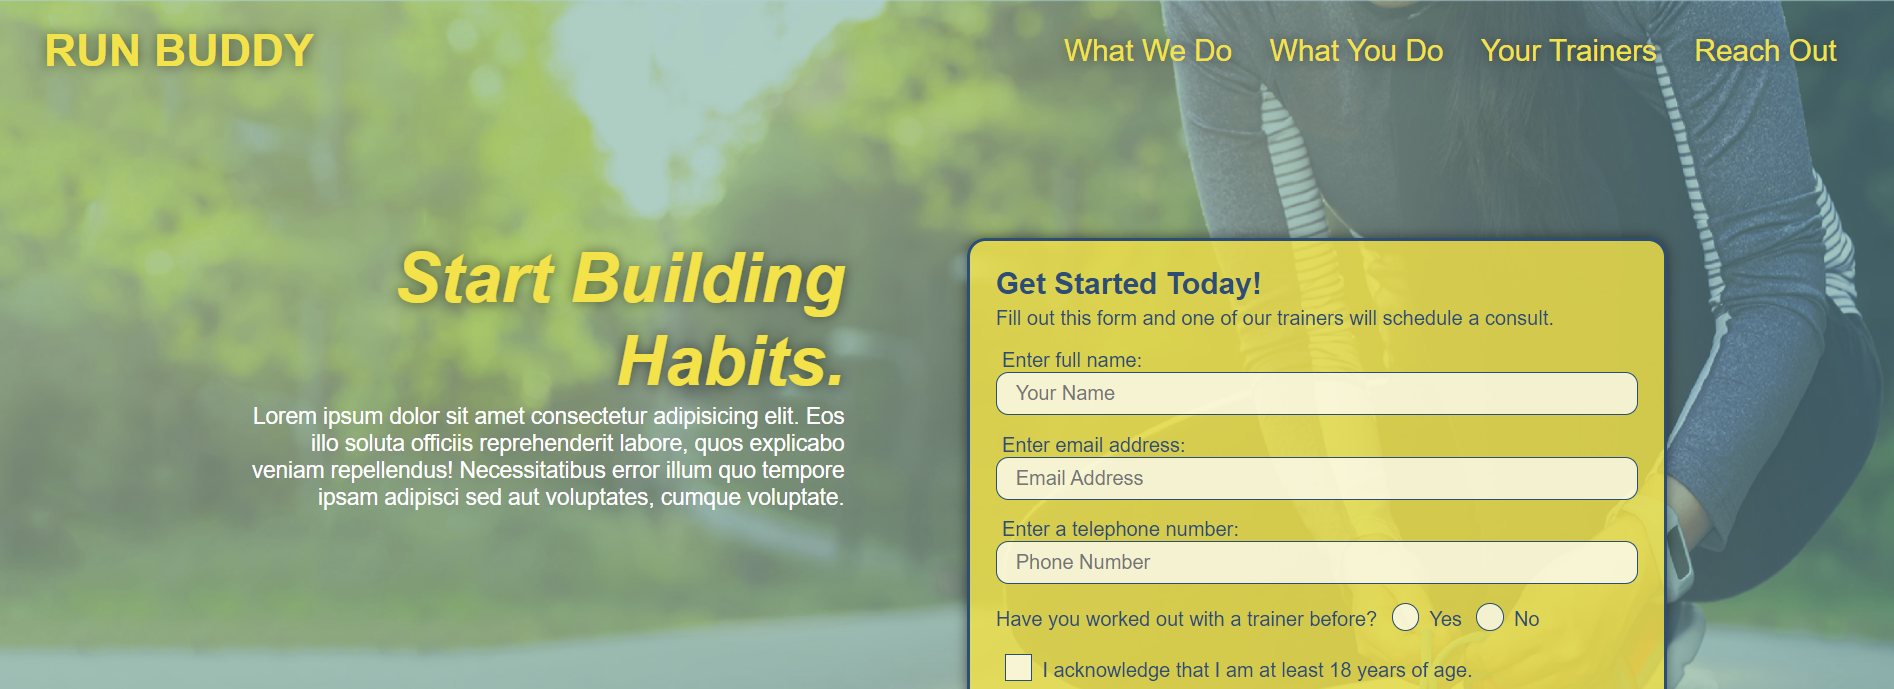 RUN BUDDY
What We Do What You Do Your Trainers Reach Out
Start Building
Habits.
Lorem ipsum dolor sit amet consectetur adipisicing elit. Eos
illo soluta officiis reprehenderit labore, quos explicabo
veniam repellendus! Necessitatibus error illum quo tempore
ipsam adipisci sed aut voluptates, cumque voluptate.
Get Started Today!
Fill out this form and one of our trainers will schedule a consult.
Enter full name:
Your Name
Enter email address:
Email Address
Enter a telephone number:
Phone Number
Have you worked out with a trainer before? Yes No
I acknowledge that I am at least 18 years of age.